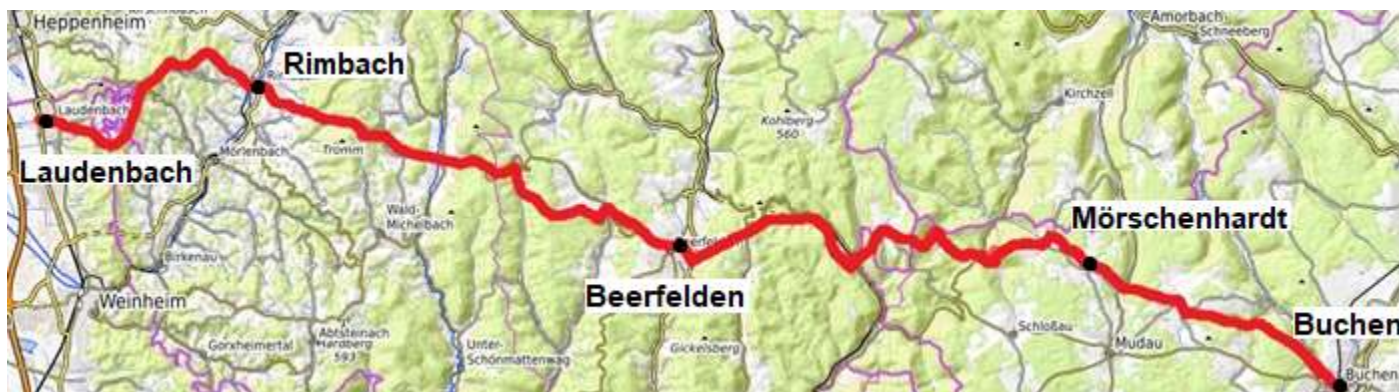 Heppenheim
Amorbach
Schneeberg
Rimbach
Laudenbach
Kirchzell
Kohlberg
560
Laudenbach
Mörlenbach
Tromm
Wald-
Michelbach
Mörschenhardt
Birkenau
Beerfelden
Weinheim
Buchen
Abtsteinach
Hardberg
593
Gorxheimertal
Unter-
Schönmattenwag
Gickelsberg
Schloßau
Mudau
Buchen